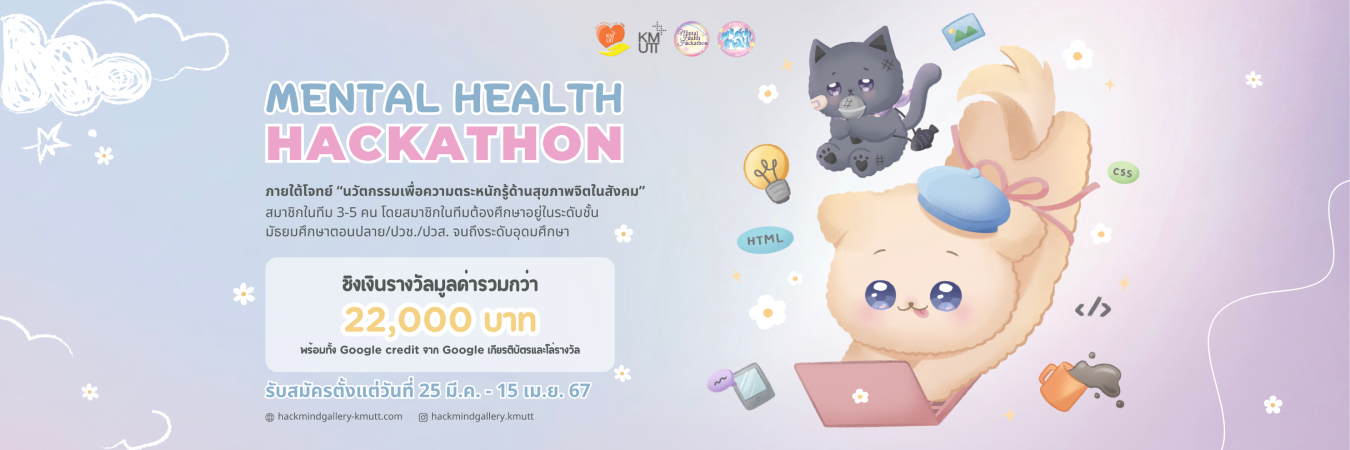 KMUTT
KM
UTT
Mental
Health
Hackathon
MENTAL HEALTH
HACKATHON
ภายใต้โจทย์ “นวัตกรรมเพื่อความตระหนักรู้ด้านสุขภาพจิตในสังคม”
สมาชิกในทีม 3-5 คน โดยสมาชิกในทีมต้องศึกษาอยู่ในระดับชั้น
มัธยมศึกษาตอนปลาย/ปวช./ปวส. จนถึงระดับอุดมศึกษา
ชิงเงินรางวัลมูลค่ารวมกว่า
22,000 บาท
พร้อมทั้ง Google credit จาก Google เกียรติบัตรและโล่รางวัล
รับสมัครตั้งแต่วันที่ 25 มี.ค. - 15 เม.ย. 67
hackmindgallery-kmutt.com hackmindgallery.kmutt
HTML
CSS
</>